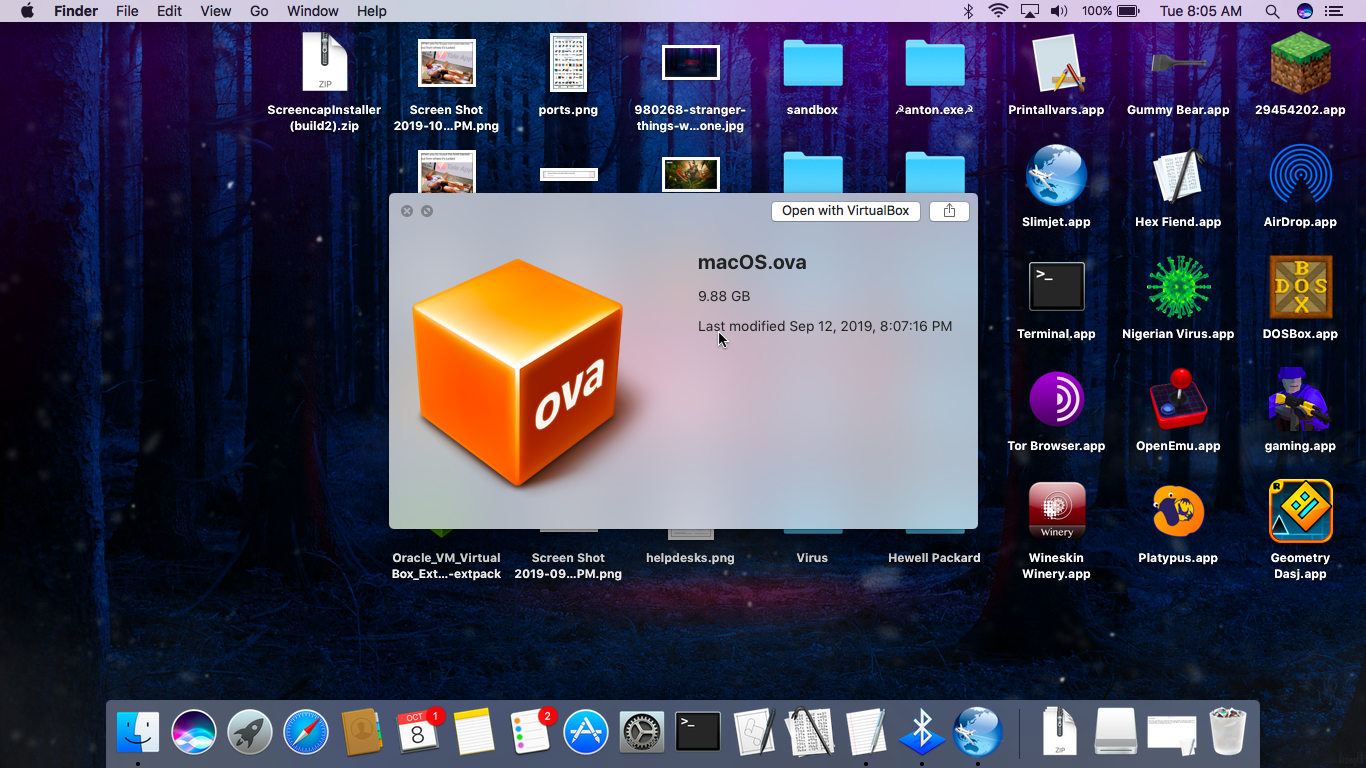 Finder File Edit View Go Window Help 100% Tue 8:05 AM
ZIP
ScreencapInstaller
(build2).zip
Screen Shot
2019-10...PM.png
ports.png
980268-stranger-
things-w...one.jpg
sandbox
☭anton.exe☭
Printallvars.app
Gummy Bear.app
29454202.app
Slimjet.app
Hex Fiend.app
AirDrop.app
Open with VirtualBox
macOS.ova
9.88 GB
Last modified Sep 12, 2019, 8:07:16 PM
ova
>_
Terminal.app
Nigerian Virus.app
B
DOS
X
DOSBox.app
Tor Browser.app
OpenEmu.app
gaming.app
Oracle_VM_Virtual
Box_Ext...-extpack
Screen Shot
2019-09...PM.png
helpdesks.png
Virus
Hewell Packard
Winery
Wineskin
Winery.app
Platypus.app
R
Geometry
Dasj.app
OCT
8
1
2
>_
ZIP